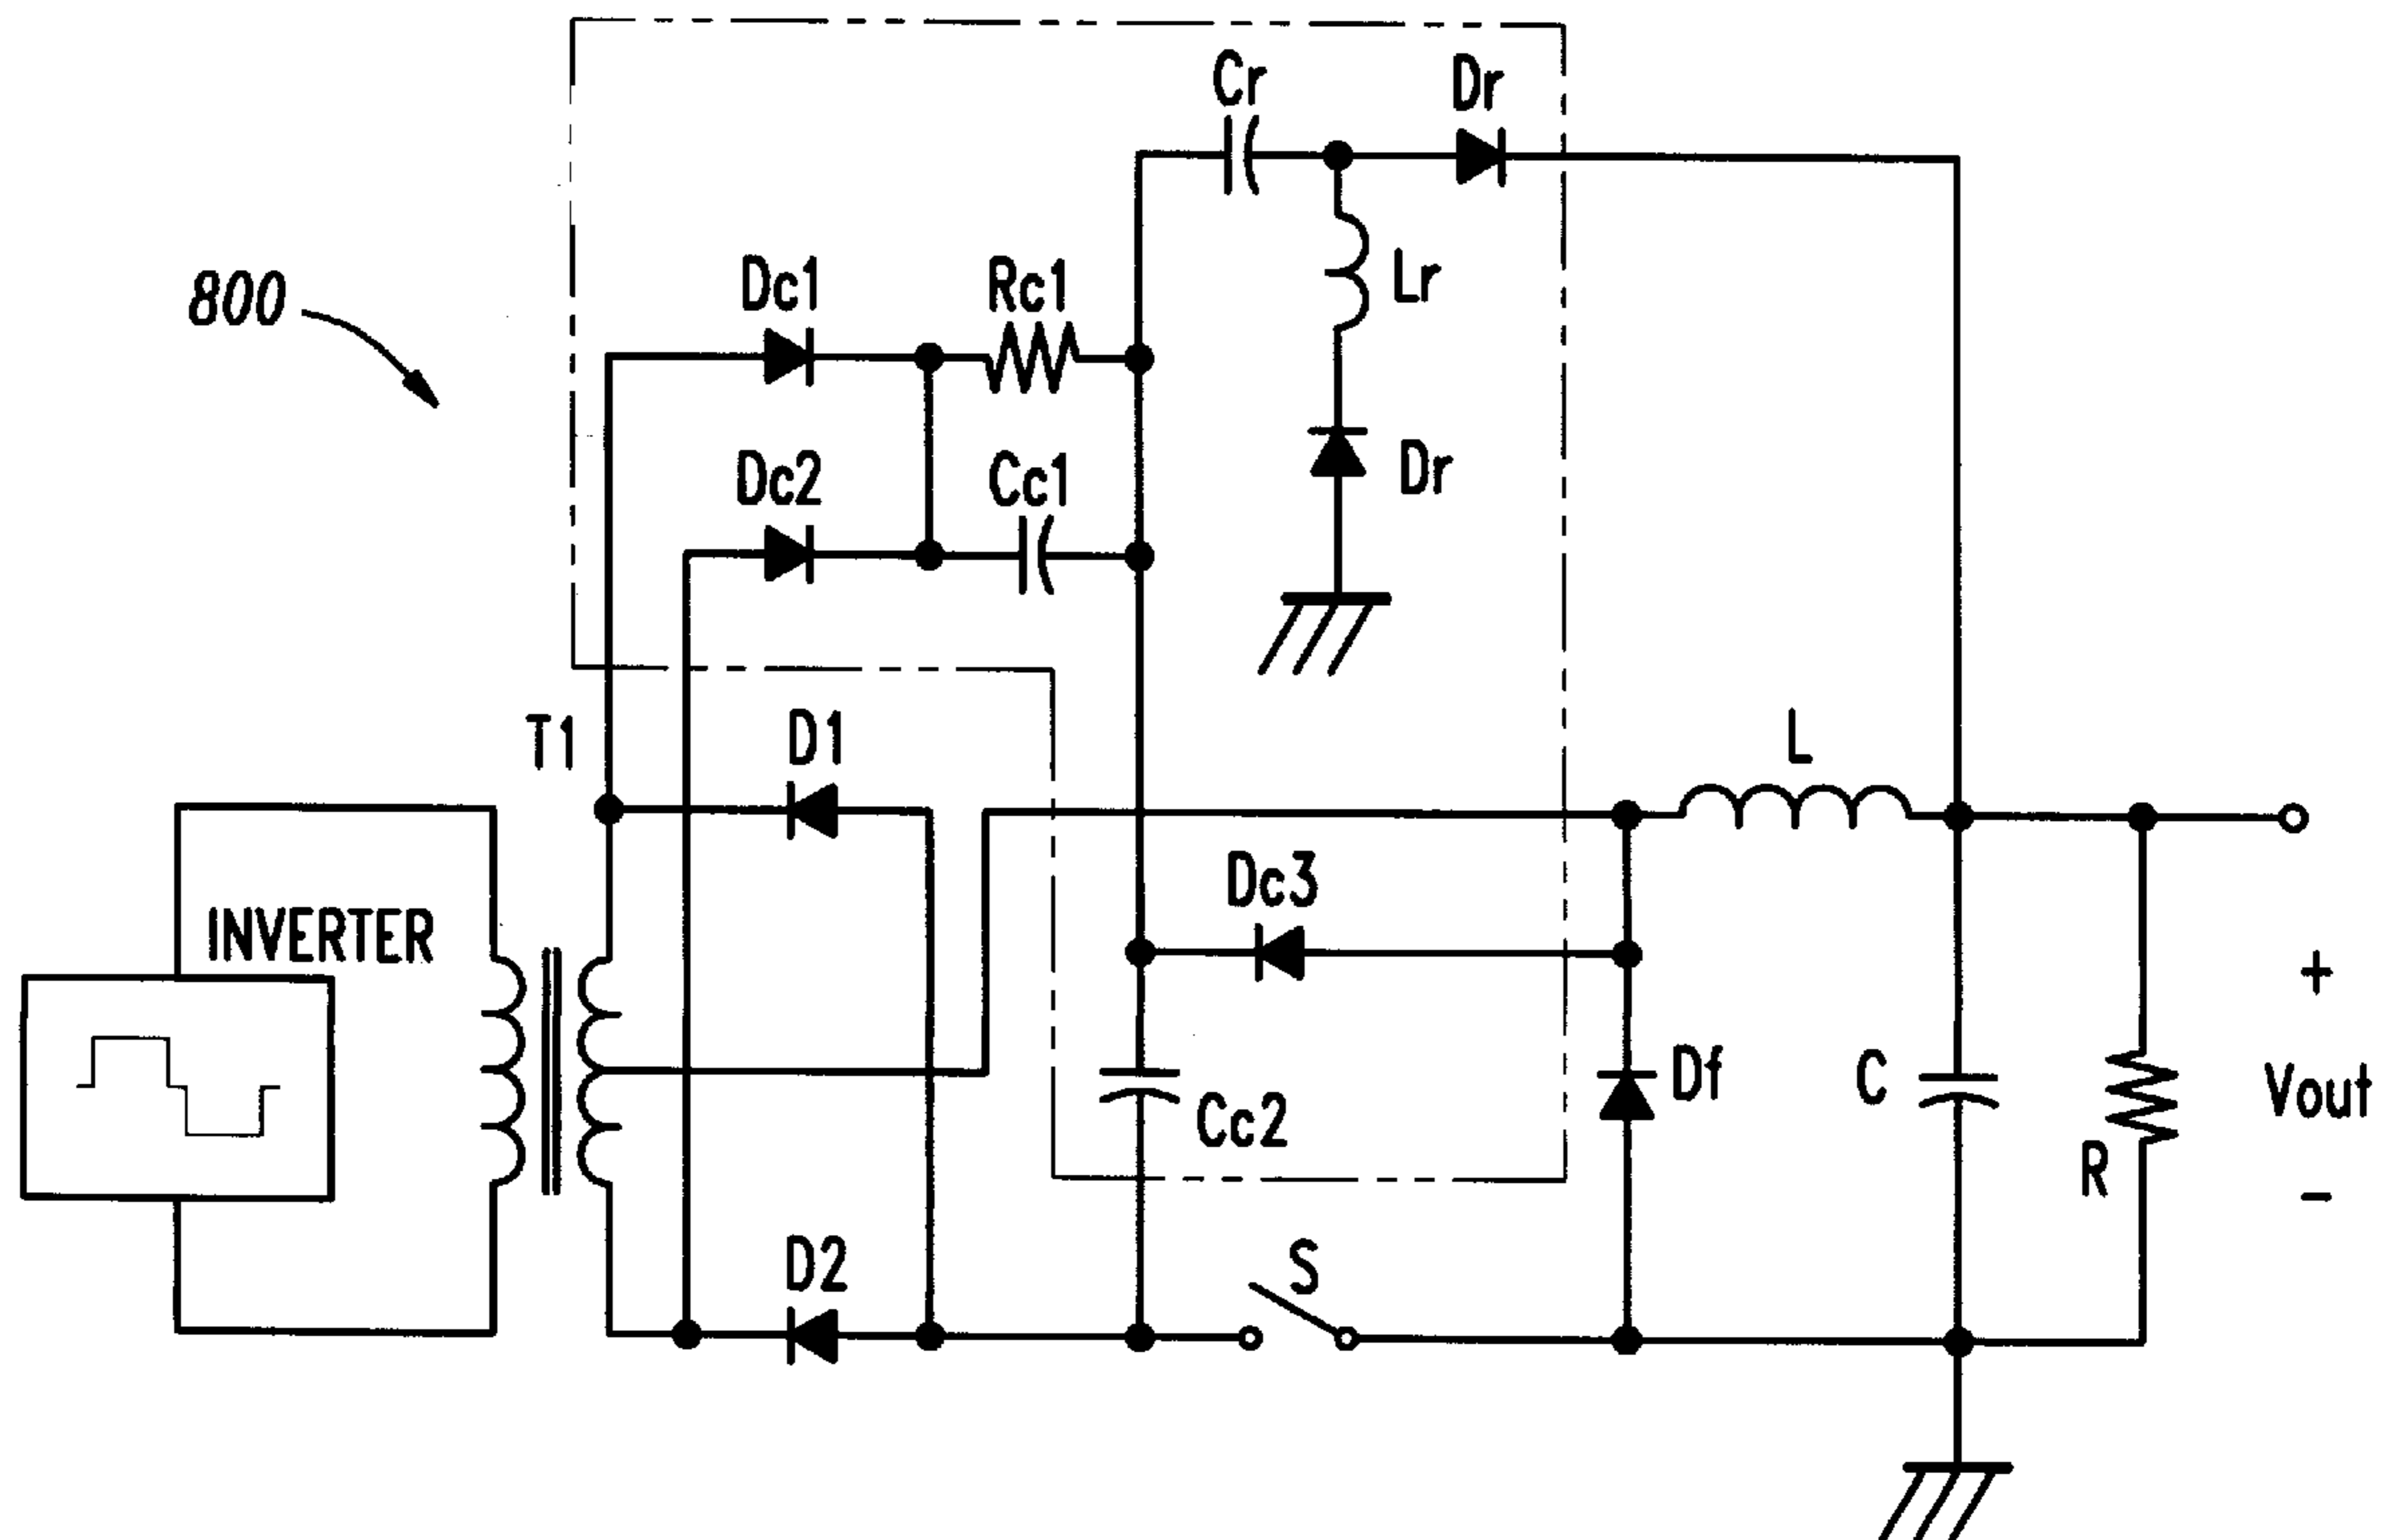 Cr
Dr
800
Dc1
Rc1
Lr
Dc2
Cc1
Dr
T1
D1
L
Dc3
INVERTER
+
Df
C
Vout
Cc2
R
-
D2
S